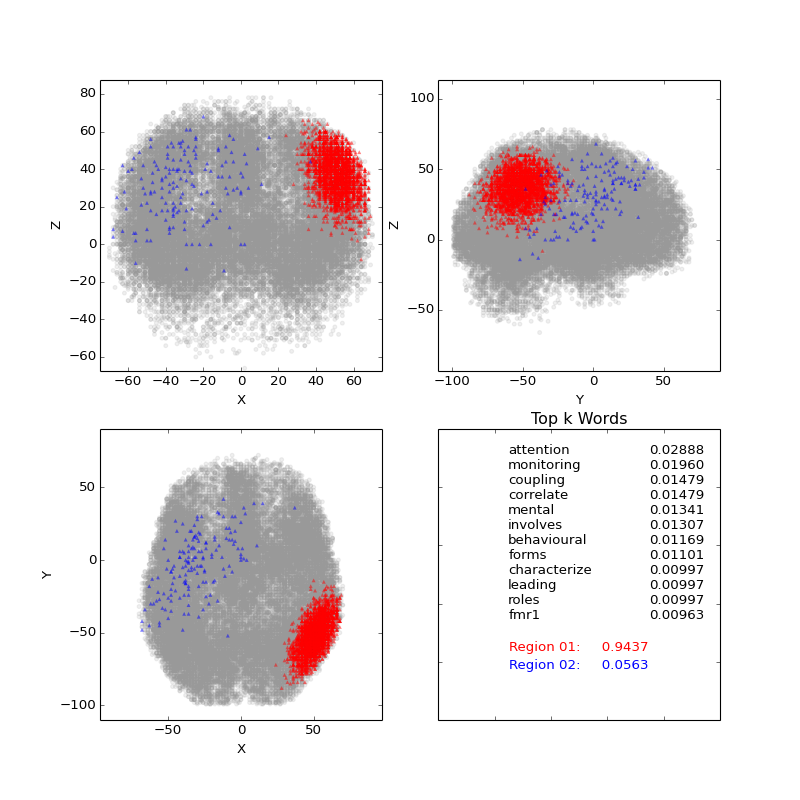 80
60
40
20
0
−20
−40
−60
Z
−60 −40 −20 0 20 40 60
X
100
50
0
−50
Z
−100 −50 0 50
Y
50
0
−50
−100
Y
−50 0 50
X
Top k Words
attention 0.02888
monitoring 0.01960
coupling 0.01479
correlate 0.01479
mental 0.01341
involves 0.01307
behavioural 0.01169
forms 0.01101
characterize 0.00997
leading 0.00997
roles 0.00997
fmr1 0.00963
Region 01: 0.9437
Region 02: 0.0563